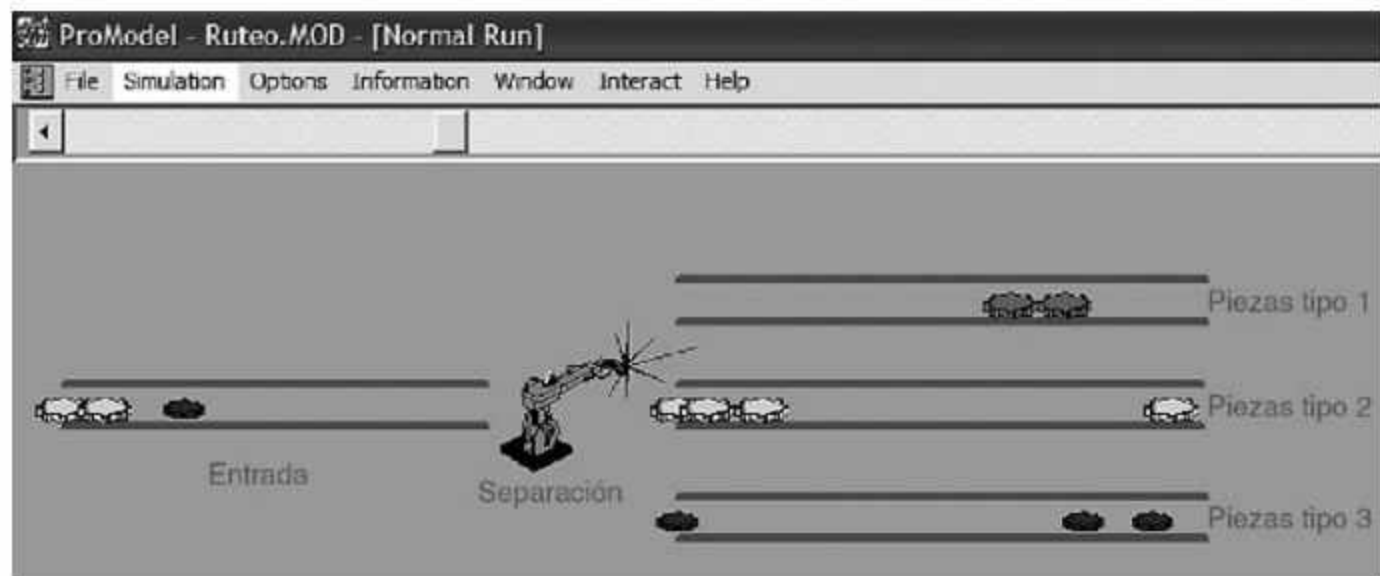 ProModel - Ruteo.MOD - [Normal Run]
File Simulation Options Information Window Interact Help
Piezas tipo 1
Piezas tipo 2
Entrada
Separación
Piezas tipo 3